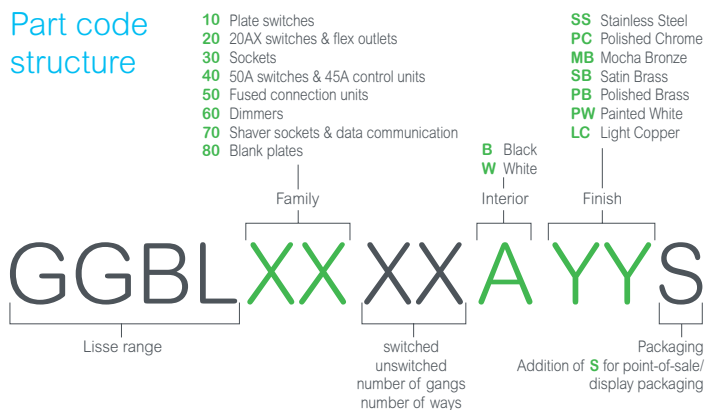 Part code
structure
10 Plate switches
20 20AX switches & flex outlets
30 Sockets
40 50A switches & 45A control units
50 Fused connection units
60 Dimmers
70 Shaver sockets & data communication
80 Blank plates
B Black
W White
SS Stainless Steel
PC Polished Chrome
MB Mocha Bronze
SB Satin Brass
PB Polished Brass
PW Painted White
LC Light Copper
Family
Interior
Finish
GGBLXXXXAYYS
Lisse range
switched
unswitched
number of gangs
number of ways
Packaging
Addition of S for point-of-sale/
display packaging